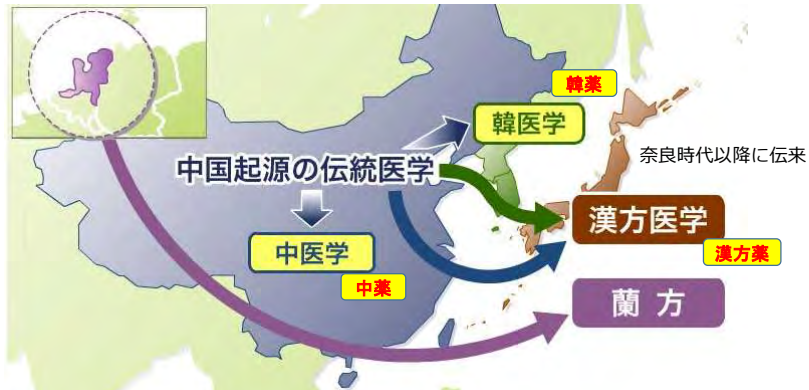 韓薬
韓医学
奈良時代以降に伝来
中国起源の伝統医学
漢方医学
中医学
漢方薬
中薬
蘭方